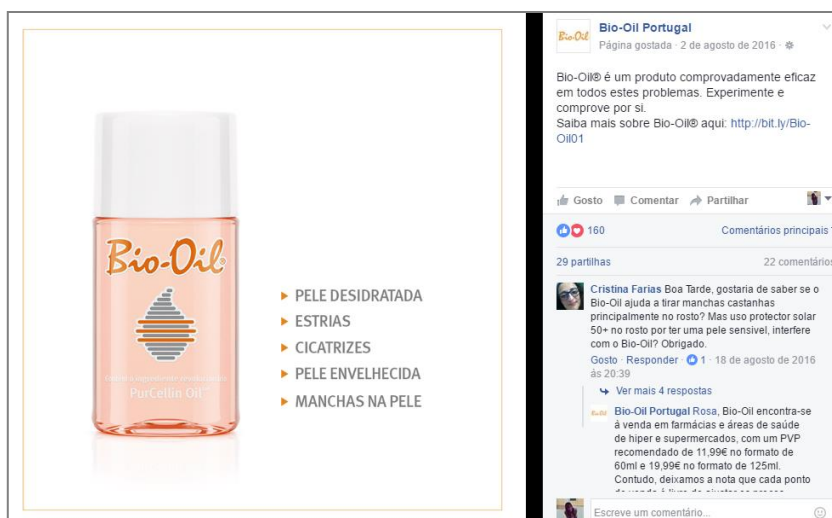 Bio-Oil®
PurCellin Oil™
PELE DESIDRATADA
ESTRIAS
CICATRIZES
PELE ENVELHECIDA
MANCHAS NA PELE
Bio-Oil
Bio-Oil Portugal
Página gostada · 2 de agosto de 2016 ·
Bio-Oil® é um produto comprovadamente eficaz
em todos estes problemas. Experimente e
comprove por si.
Saiba mais sobre Bio-Oil® aqui: http://bit.ly/Bio-
Oil01
Gosto Comentar Partilhar
160 Comentários principais
29 partilhas 22 comentários
Cristina Farias Boa Tarde, gostaria de saber se o
Bio-Oil ajuda a tirar manchas castanhas
principalmente no rosto? Mas uso protector solar
50+ no rosto por ter uma pele sensivel, interfere
com o Bio-Oil? Obrigado.
Gosto · Responder · 1 · 18 de agosto de 2016
às 20:39
Ver mais 4 respostas
Bio-Oil Portugal Rosa, Bio-Oil encontra-se
à venda em farmácias e áreas de saúde
de hiper e supermercados, com um PVP
recomendado de 11,99€ no formato de
60ml e 19,99€ no formato de 125ml.
Contudo, deixamos a nota que cada ponto
Escreve um comentário...